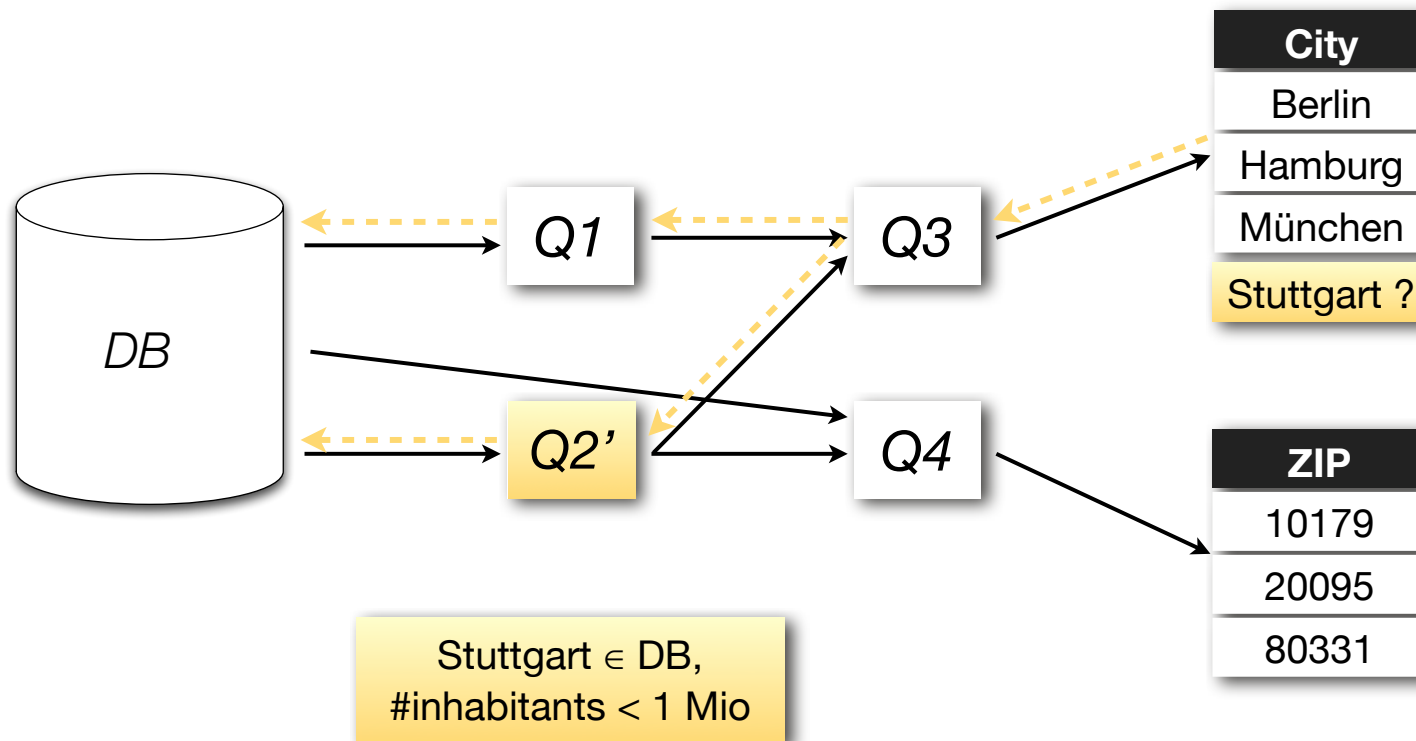 City
Berlin
Hamburg
München
Stuttgart ?
DB
Q1
Q3
Q2’
Q4
ZIP
10179
20095
80331
Stuttgart ∈ DB,
#inhabitants < 1 Mio